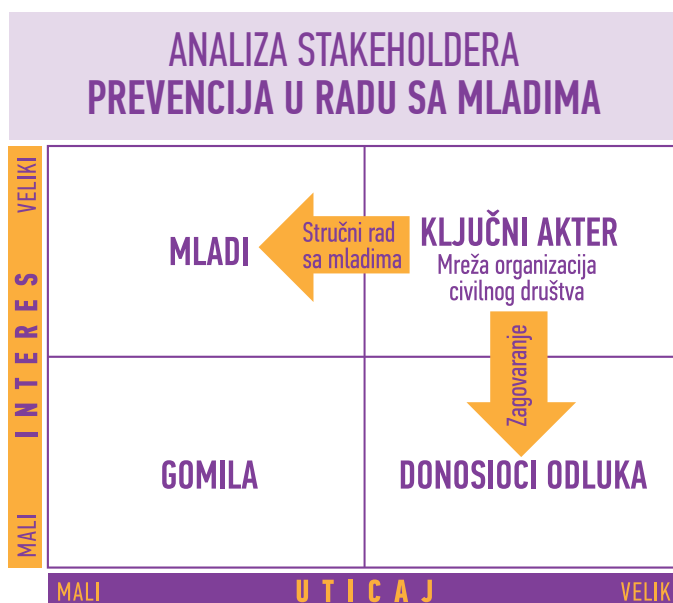 ANALIZA STAKEHOLDERA
PREVENCIJA U RADU SA MLADIMA
VELIKI
INTERES
MALI
MLADI
Stručni rad
sa mladima
KLJUČNI AKTER
Mreža organizacija
civilnog društva
Zagovaranje
GOMILA
DONOSIOCI ODLUKA
MALI
UTICAJ
VELIK